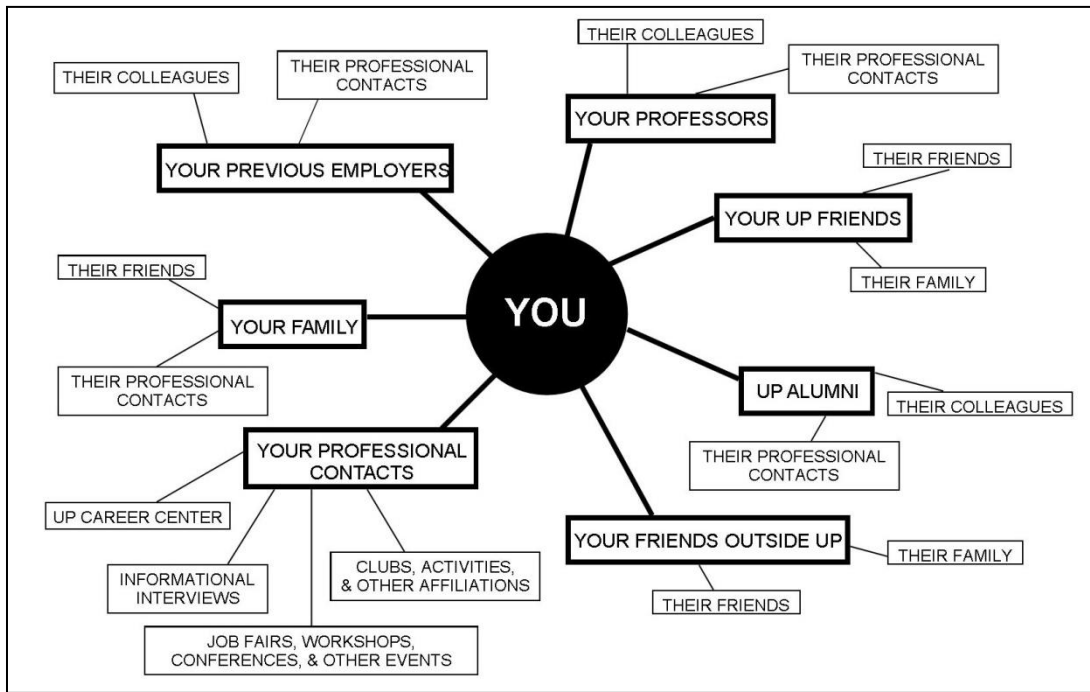 THEIR COLLEAGUES
THEIR PROFESSIONAL
CONTACTS
YOUR PROFESSORS
THEIR COLLEAGUES
THEIR PROFESSIONAL
CONTACTS
YOUR PREVIOUS EMPLOYERS
THEIR FRIENDS
YOUR UP FRIENDS
THEIR FAMILY
YOU
THEIR FRIENDS
YOUR FAMILY
THEIR PROFESSIONAL
CONTACTS
UP ALUMNI
THEIR COLLEAGUES
THEIR PROFESSIONAL
CONTACTS
YOUR PROFESSIONAL
CONTACTS
UP CAREER CENTER
INFORMATIONAL
INTERVIEWS
CLUBS, ACTIVITIES,
& OTHER AFFILIATIONS
JOB FAIRS, WORKSHOPS,
CONFERENCES, & OTHER EVENTS
YOUR FRIENDS OUTSIDE UP
THEIR FAMILY
THEIR FRIENDS